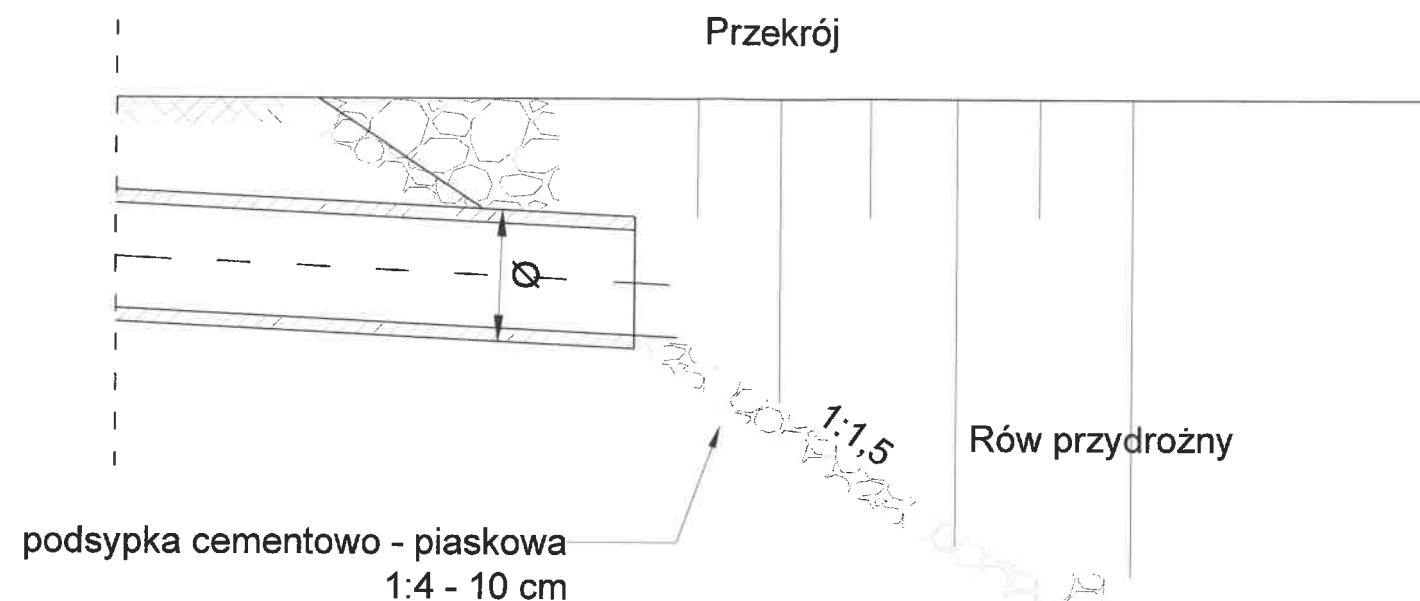 Przekrój
Ø
1:1,5
Rów przydrożny
podsypka cementowo - piaskowa
1:4 - 10 cm